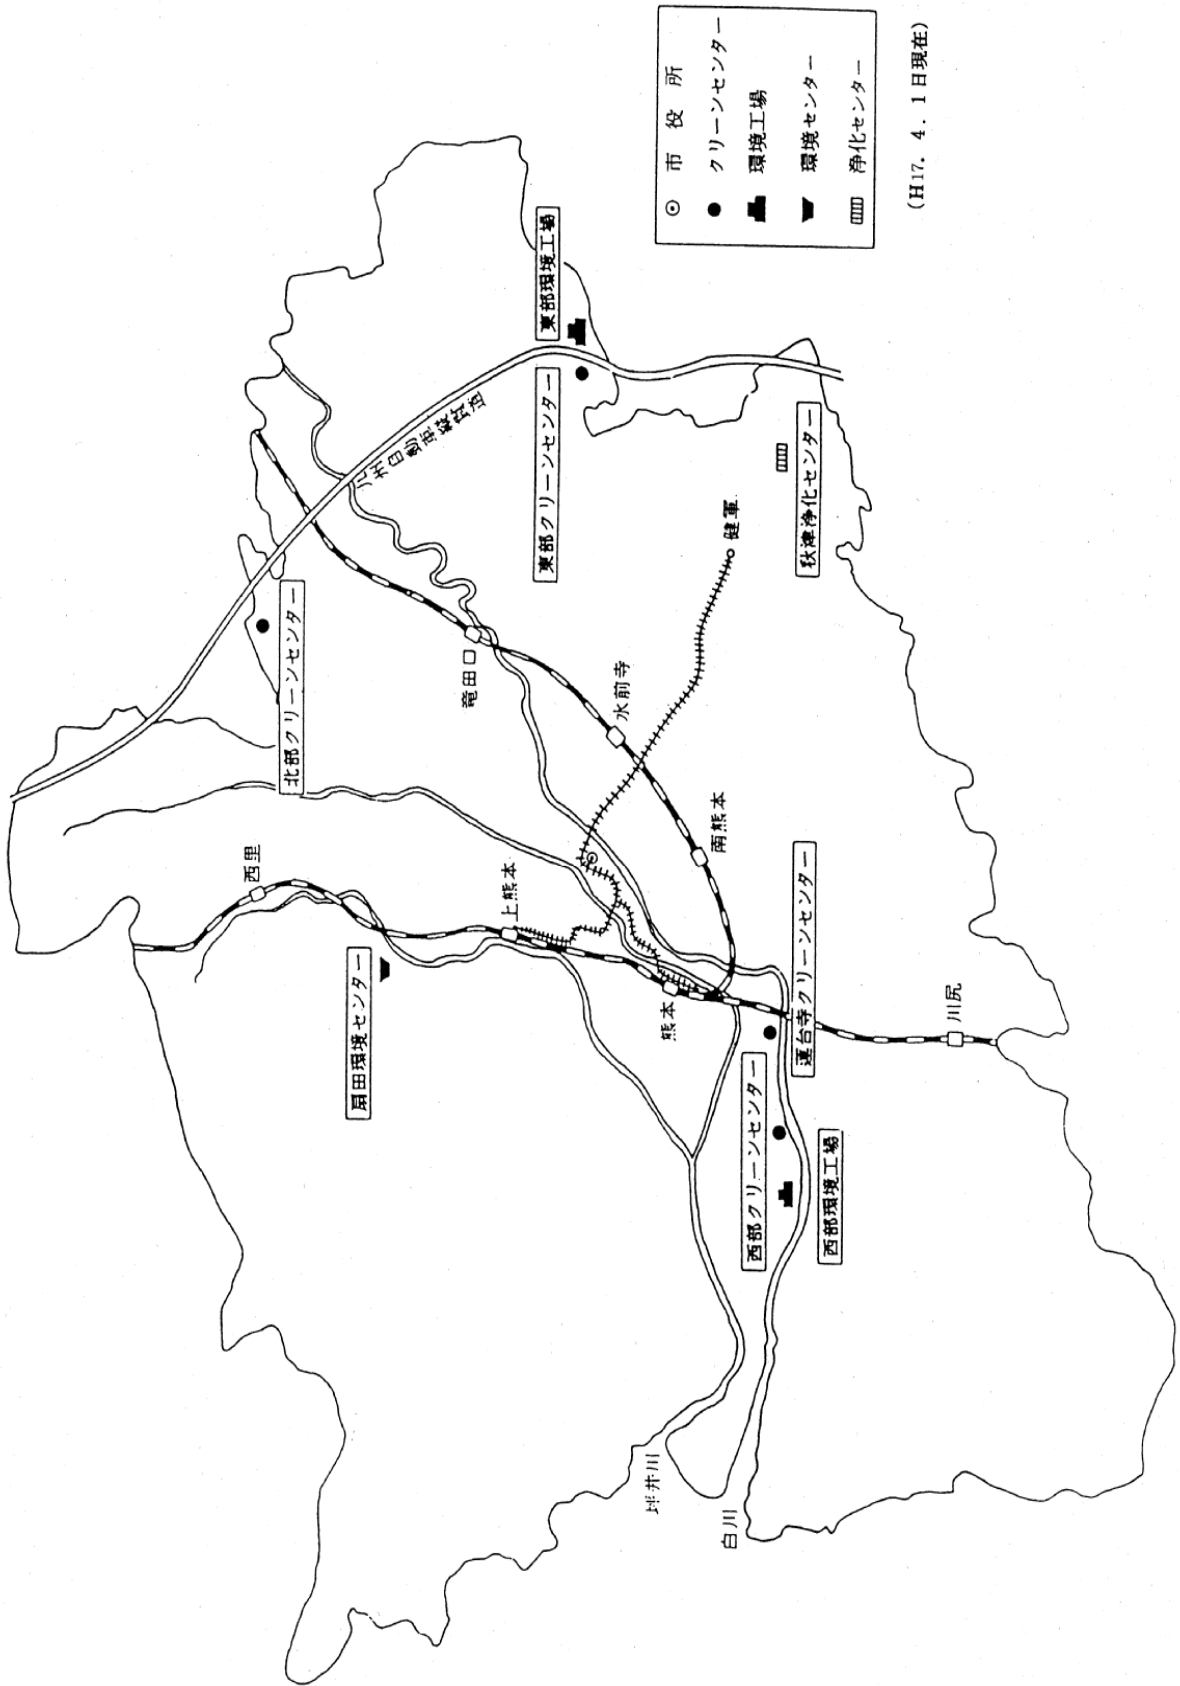 市役所
クリーンセンター
環境工場
環境センター
浄化センター
(H17. 4. 1日現在)
東部環境工場
九州自動車縦貫道
東部クリーンセンター
秋津浄化センター
健軍
北部クリーンセンター
竜田口
水前寺
南熊本
西里
上熊本
扇田環境センター
熊本
蓮台寺クリーンセンター
川尻
西部クリーンセンター
西部環境工場
坪井川
白川